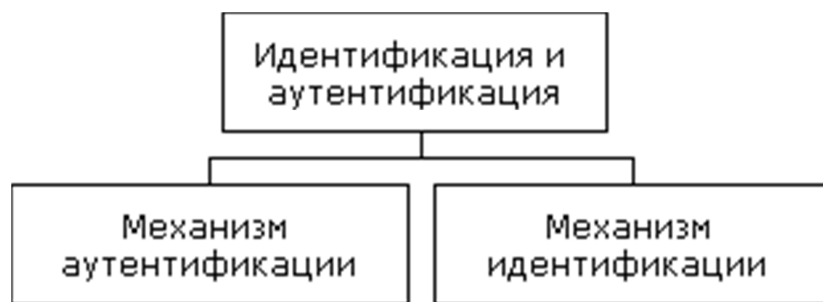 Идентификация и
аутентификация
Механизм
аутентификации
Механизм
идентификации